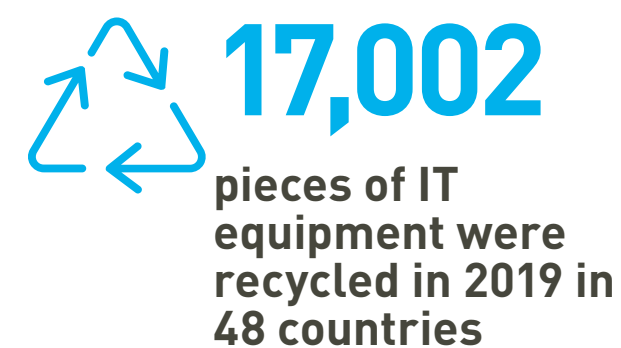 17,002
pieces of IT
equipment were
recycled in 2019 in
48 countries